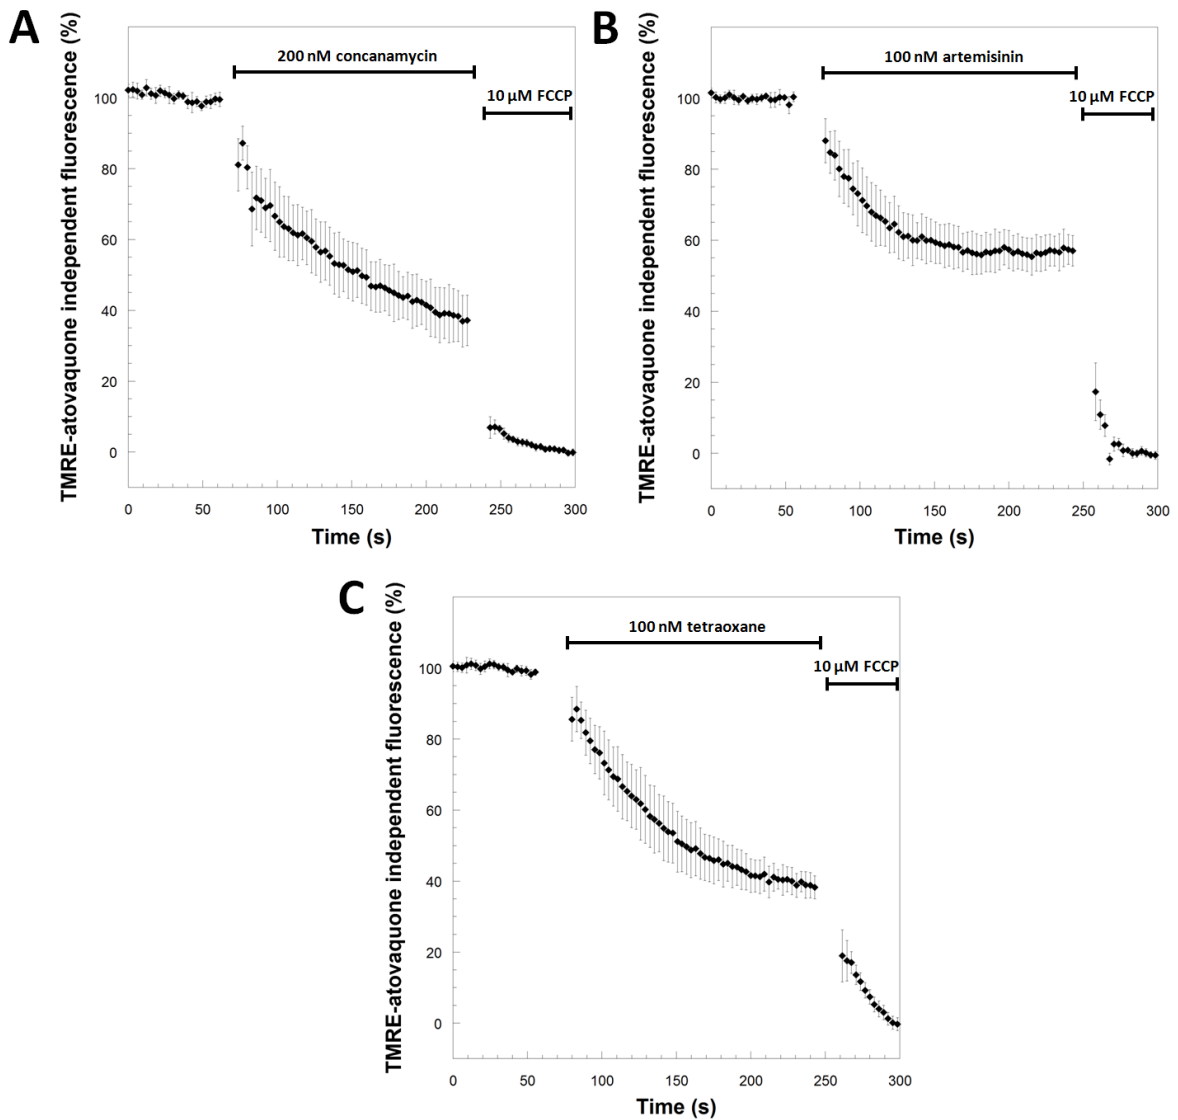 A
TMRE-atovaquone independent fluorescence (%)
200 nM concanamycin
10 µM FCCP
100
80
60
40
20
0
0 50 100 150 200 250 300
Time (s)
B
TMRE-atovaquone independent fluorescence (%)
100 nM artemisinin
10 µM FCCP
100
80
60
40
20
0
0 50 100 150 200 250 300
Time (s)
C
TMRE-atovaquone independent fluorescence (%)
100 nM tetraoxane
10 µM FCCP
100
80
60
40
20
0
0 50 100 150 200 250 300
Time (s)